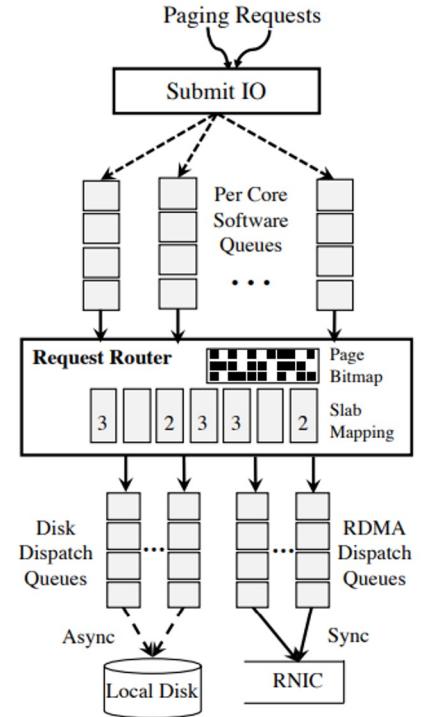 Paging Requests
Submit IO
Per Core
Software
Queues
...
Request Router
Page
Bitmap
3 2 3 3 2
Slab
Mapping
Disk
Dispatch
Queues
...
...
RDMA
Dispatch
Queues
Async
Sync
Local Disk
RNIC